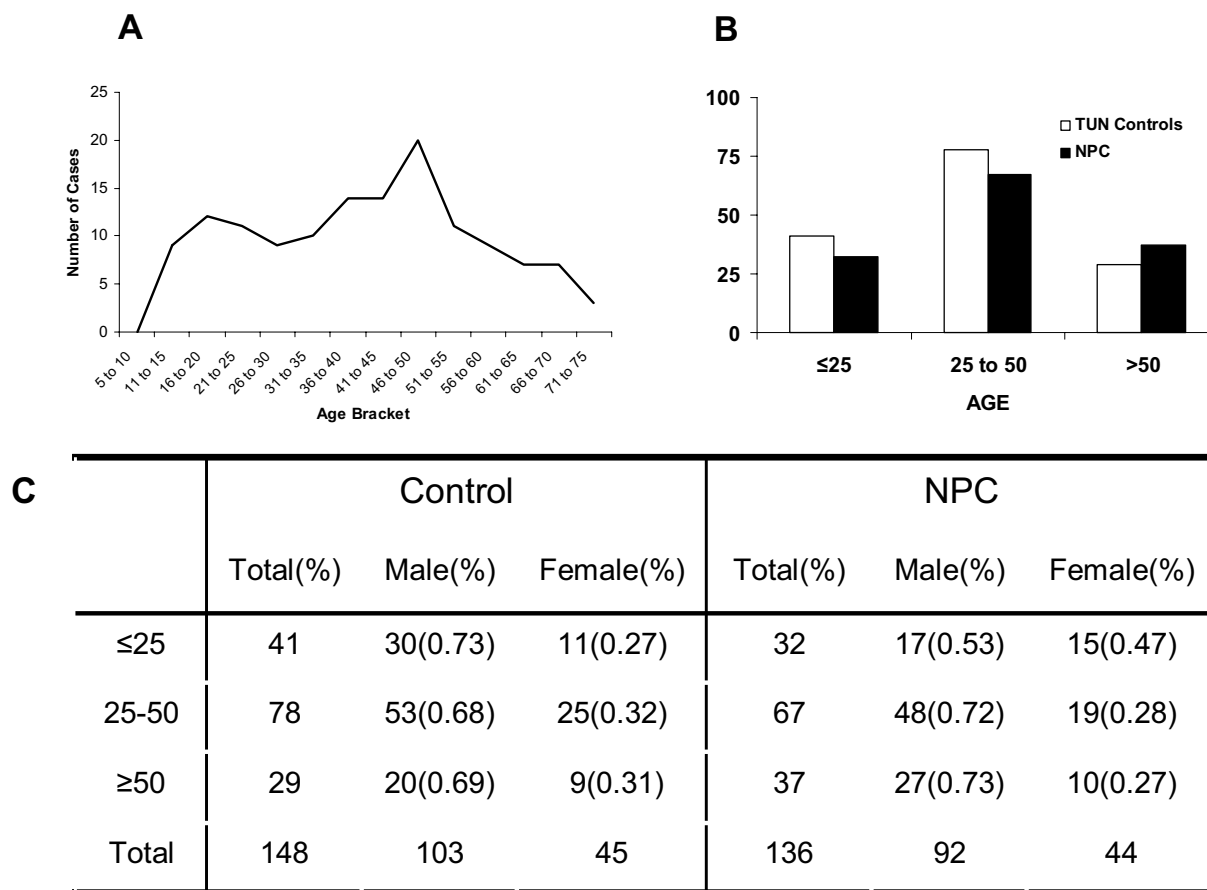 A
Number of Cases
25
20
15
10
5
0
5 to 10
11 to 15
16 to 20
21 to 25
26 to 30
31 to 35
36 to 40
41 to 45
46 to 50
51 to 55
56 to 60
61 to 65
66 to 70
71 to 75
Age Bracket
B
100
75
50
25
0
TUN Controls
NPC
≤25 25 to 50 >50
AGE
C
Control NPC
Total(%) Male(%) Female(%) Total(%) Male(%) Female(%)
≤25 41 30(0.73) 11(0.27) 32 17(0.53) 15(0.47)
25-50 78 53(0.68) 25(0.32) 67 48(0.72) 19(0.28)
≥50 29 20(0.69) 9(0.31) 37 27(0.73) 10(0.27)
Total 148 103 45 136 92 44